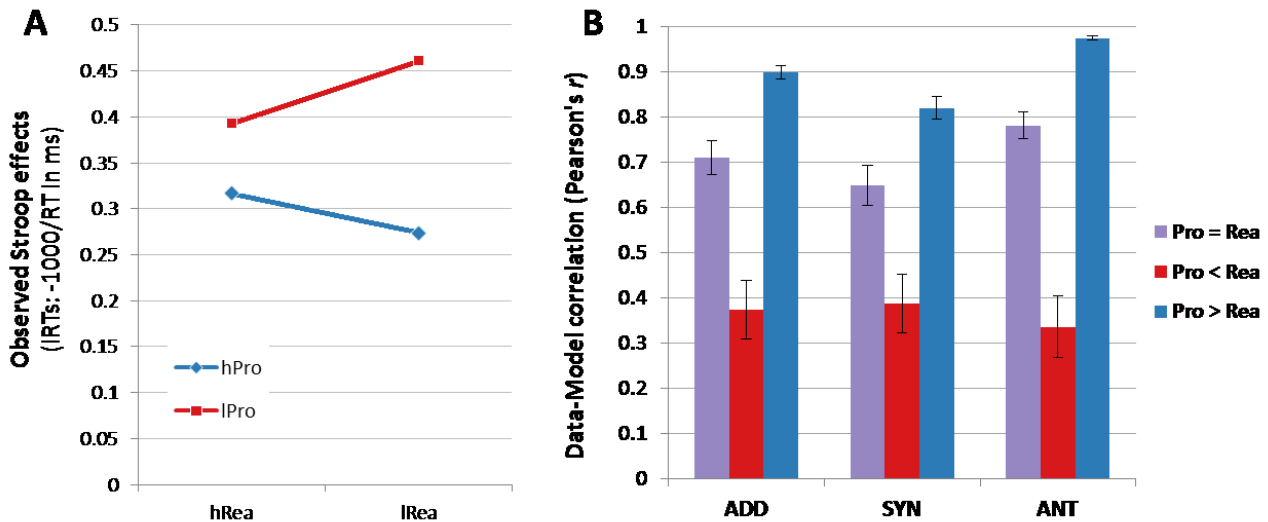 A
Observed Stroop effects
(IRTs: -1000/RT In ms)
0.5
0.45
0.4
0.35
0.3
0.25
0.2
0.15
0.1
0.05
0
hPro
lPro
hRea
lRea
B
Data-Model correlation (Pearson's r)
1
0.9
0.8
0.7
0.6
0.5
0.4
0.3
0.2
0.1
0
ADD
SYN
ANT
Pro = Rea
Pro < Rea
Pro > Rea